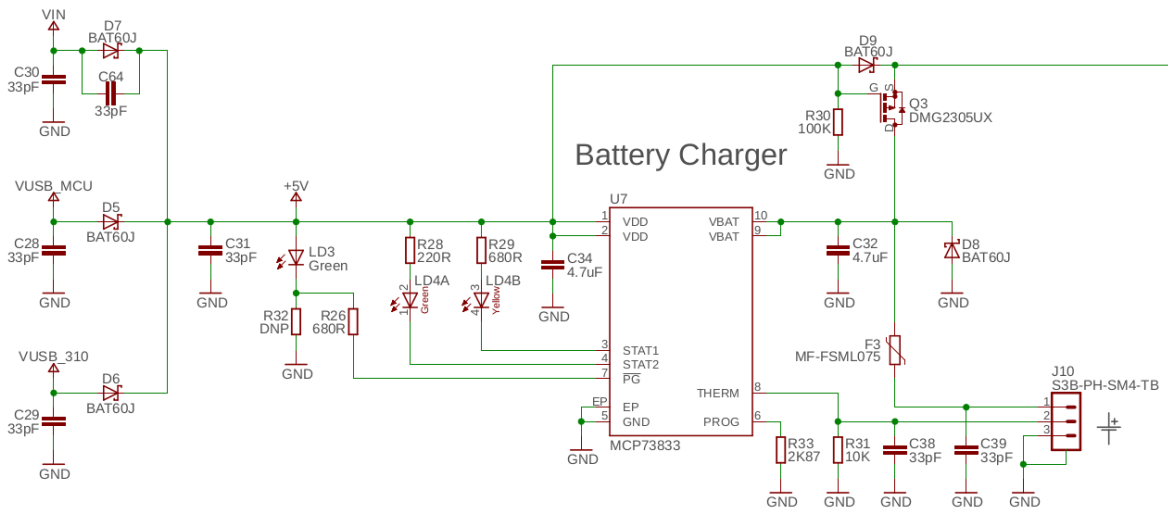 VIN
D7
BAT60J
C30
33pF
C64
33pF
GND
VUSB_MCU
D5
BAT60J
C28
33pF
GND
VUSB_310
D6
BAT60J
C29
33pF
GND
C31
33pF
GND
+5V
LD3
Green
R32
DNP
GND
R26
680R
R28
220R
LD4A
Green
2
1
R29
680R
LD4B
Yellow
3
4
C34
4.7uF
GND
Battery Charger
U7
1 VDD
2 VDD
3 STAT1
4 STAT2
7 PG
EP EP
5 GND
VBAT 10
VBAT 9
THERM 8
PROG 6
MCP73833
GND
D9
BAT60J
R30
100K
GND
G
S
D
Q3
DMG2305UX
C32
4.7uF
GND
D8
BAT60J
GND
F3
MF-FSML075
R33
2K87
GND
R31
10K
GND
C38
33pF
GND
C39
33pF
GND
J10
S3B-PH-SM4-TB
1
2
3
+
GND